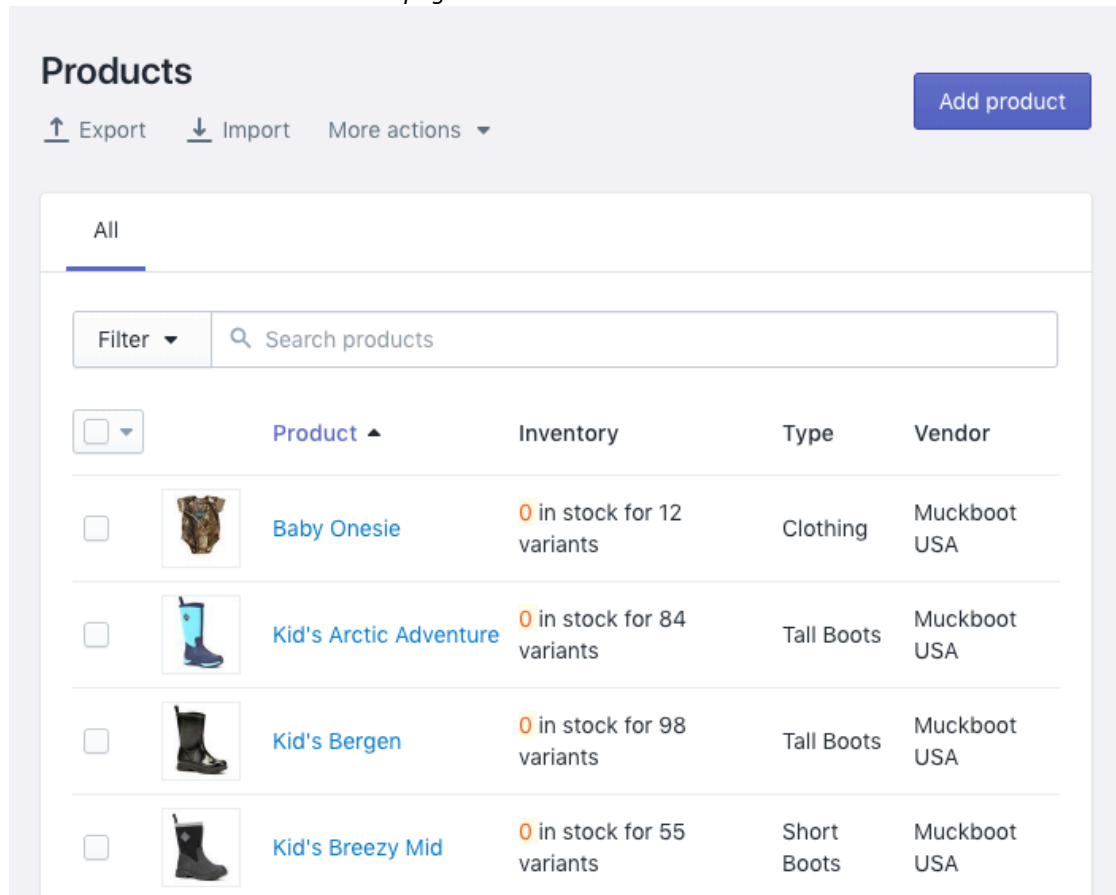 Products
Export Import More actions
Add product
All
Filter Search products
Product Inventory Type Vendor
Baby Onesie
0 in stock for 12
variants
Clothing
Muckboot
USA
Kid's Arctic Adventure
0 in stock for 84
variants
Tall Boots
Muckboot
USA
Kid's Bergen
0 in stock for 98
variants
Tall Boots
Muckboot
USA
Kid's Breezy Mid
0 in stock for 55
variants
Short
Boots
Muckboot
USA